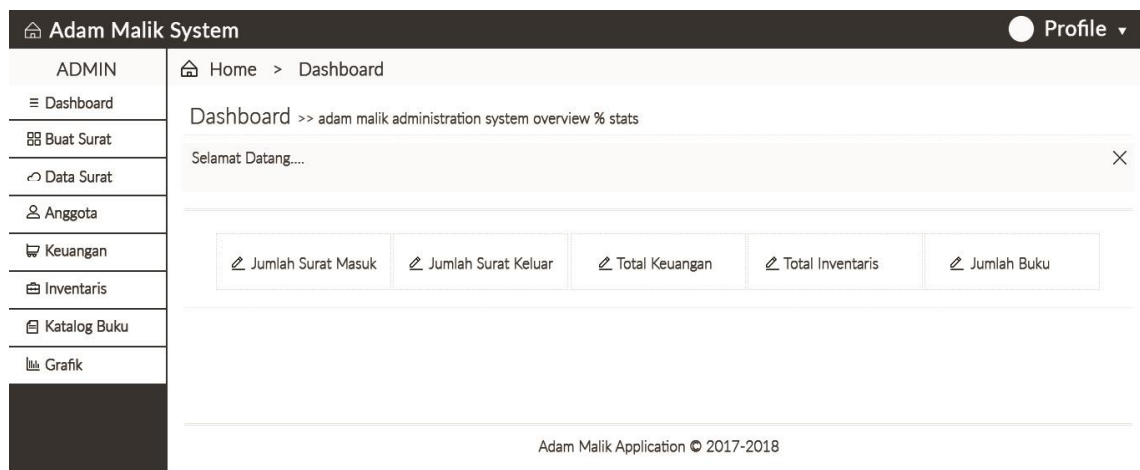 Adam Malik System
Profile
ADMIN
Home > Dashboard
Dashboard
Buat Surat
Data Surat
Anggota
Keuangan
Inventaris
Katalog Buku
Grafik
Dashboard >> adam malik administration system overview % stats
Selamat Datang....
Jumlah Surat Masuk
Jumlah Surat Keluar
Total Keuangan
Total Inventaris
Jumlah Buku
Adam Malik Application © 2017-2018